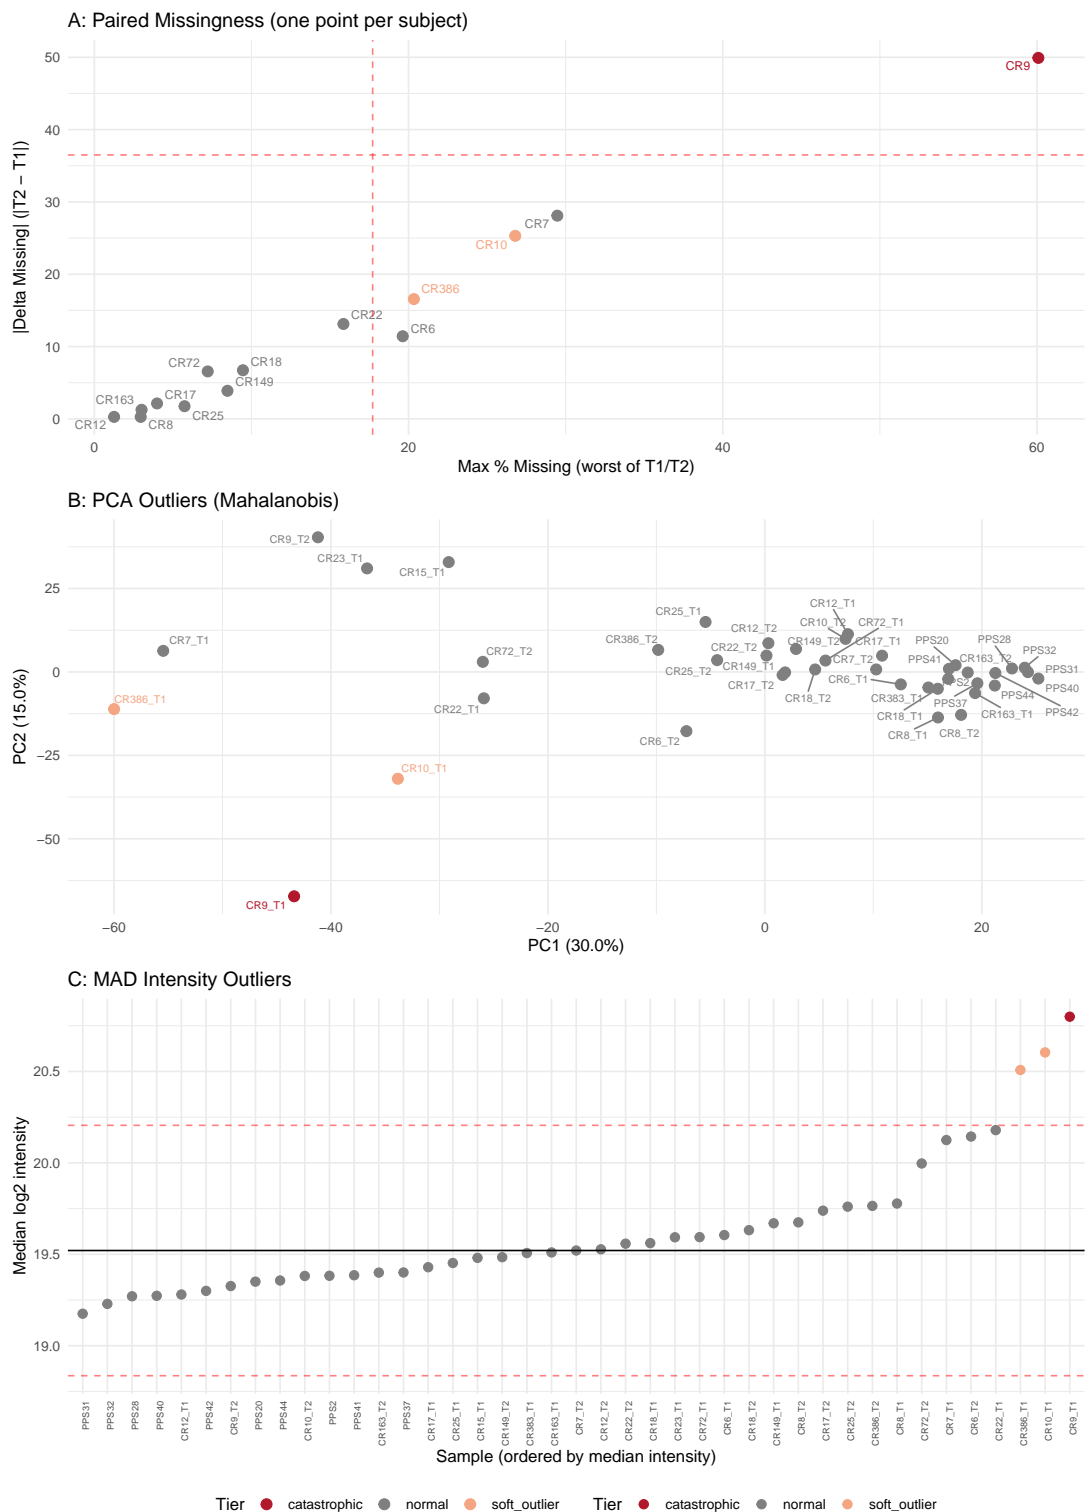 A: Paired Missingness (one point per subject)
50
40
30
20
10
0
|Delta Missing| (|T2 − T1|)
CR9
CR7
CR10
CR386
CR22
CR6
CR72
CR18
CR149
CR163
CR17
CR25
CR12
CR8
0
20
40
60
Max % Missing (worst of T1/T2)
B: PCA Outliers (Mahalanobis)
25
0
−25
−50
PC2 (15.0%)
CR9_T2
CR23_T1
CR15_T1
CR7_T1
CR386_T1
CR72_T2
CR22_T1
CR10_T1
CR9_T1
CR25_T1
CR386_T2
CR12_T2
CR22_T2
CR25_T2
CR6_T2
CR12_T1
CR10_T2
CR72_T1
CR149_T2
CR17_T1
CR149_T1
CR7_T2
CR17_T2
CR18_T2
CR6_T1
PPS20
PPS28
PPS41
CR163_T2
PPS32
PPS31
PPS40
PPS44
PPS42
CR383_T1
PPS37
CR18_T1
CR163_T1
CR8_T1
CR8_T2
−60
−40
−20
0
20
PC1 (30.0%)
C: MAD Intensity Outliers
20.5
20.0
19.5
19.0
Median log2 intensity
PPS31
PPS32
PPS28
PPS40
CR12_T1
PPS42
CR9_T2
PPS20
PPS44
CR10_T2
PPS2
PPS41
CR163_T2
PPS37
CR17_T1
CR25_T1
CR15_T1
CR149_T2
CR383_T1
CR163_T1
CR7_T2
CR12_T2
CR22_T2
CR18_T1
CR23_T1
CR72_T1
CR6_T1
CR18_T2
CR149_T1
CR8_T2
CR17_T2
CR25_T2
CR386_T2
CR8_T1
CR72_T2
CR7_T1
CR6_T2
CR22_T1
CR386_T1
CR10_T1
CR9_T1
Sample (ordered by median intensity)
Tier catastrophic normal soft_outlier Tier catastrophic normal soft_outlier